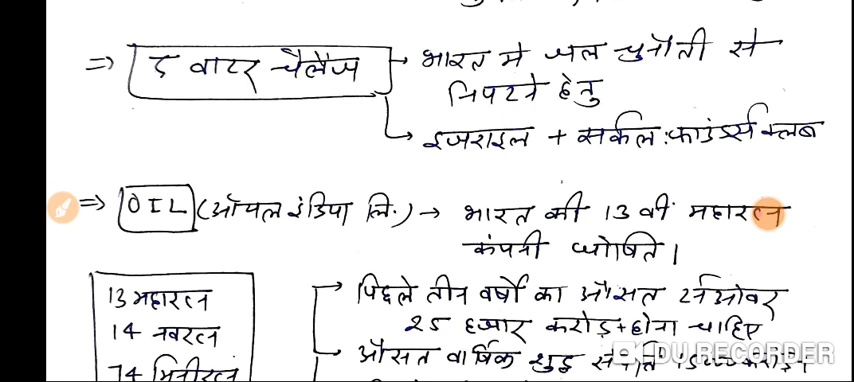 ⇒ द वाटर चैलेंज → भारत में जल चुनौती से
निपटने हेतु
→ इजराइल + सर्कल: फाउंडर्स क्लब
⇒ OIL (ऑयल इंडिया लि.) → भारत की 13 वीं महारत्न
कंपनी घोषित।
13 महारत्न
14 नवरत्न
74 मिनीरत्न
→ पिछले तीन वर्षों का औसत टर्नओवर
25 हजार करोड़ + होना चाहिए
→ औसत वार्षिक शुद्ध
DU RECORDER